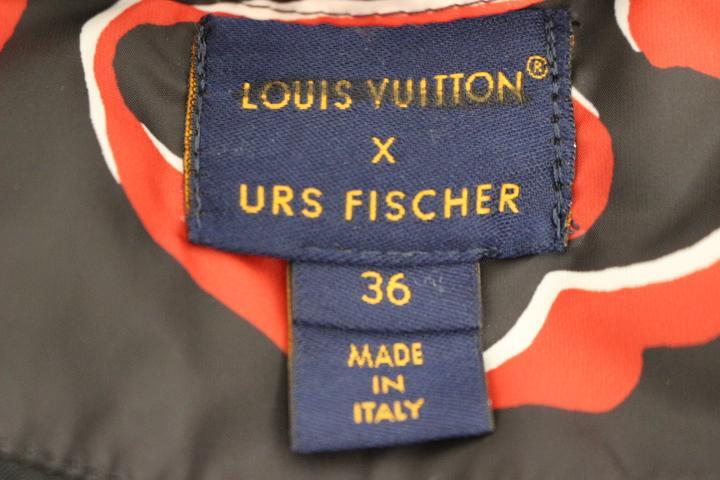 LOUIS VUITTON®
X
URS FISCHER
36
MADE
IN
ITALY